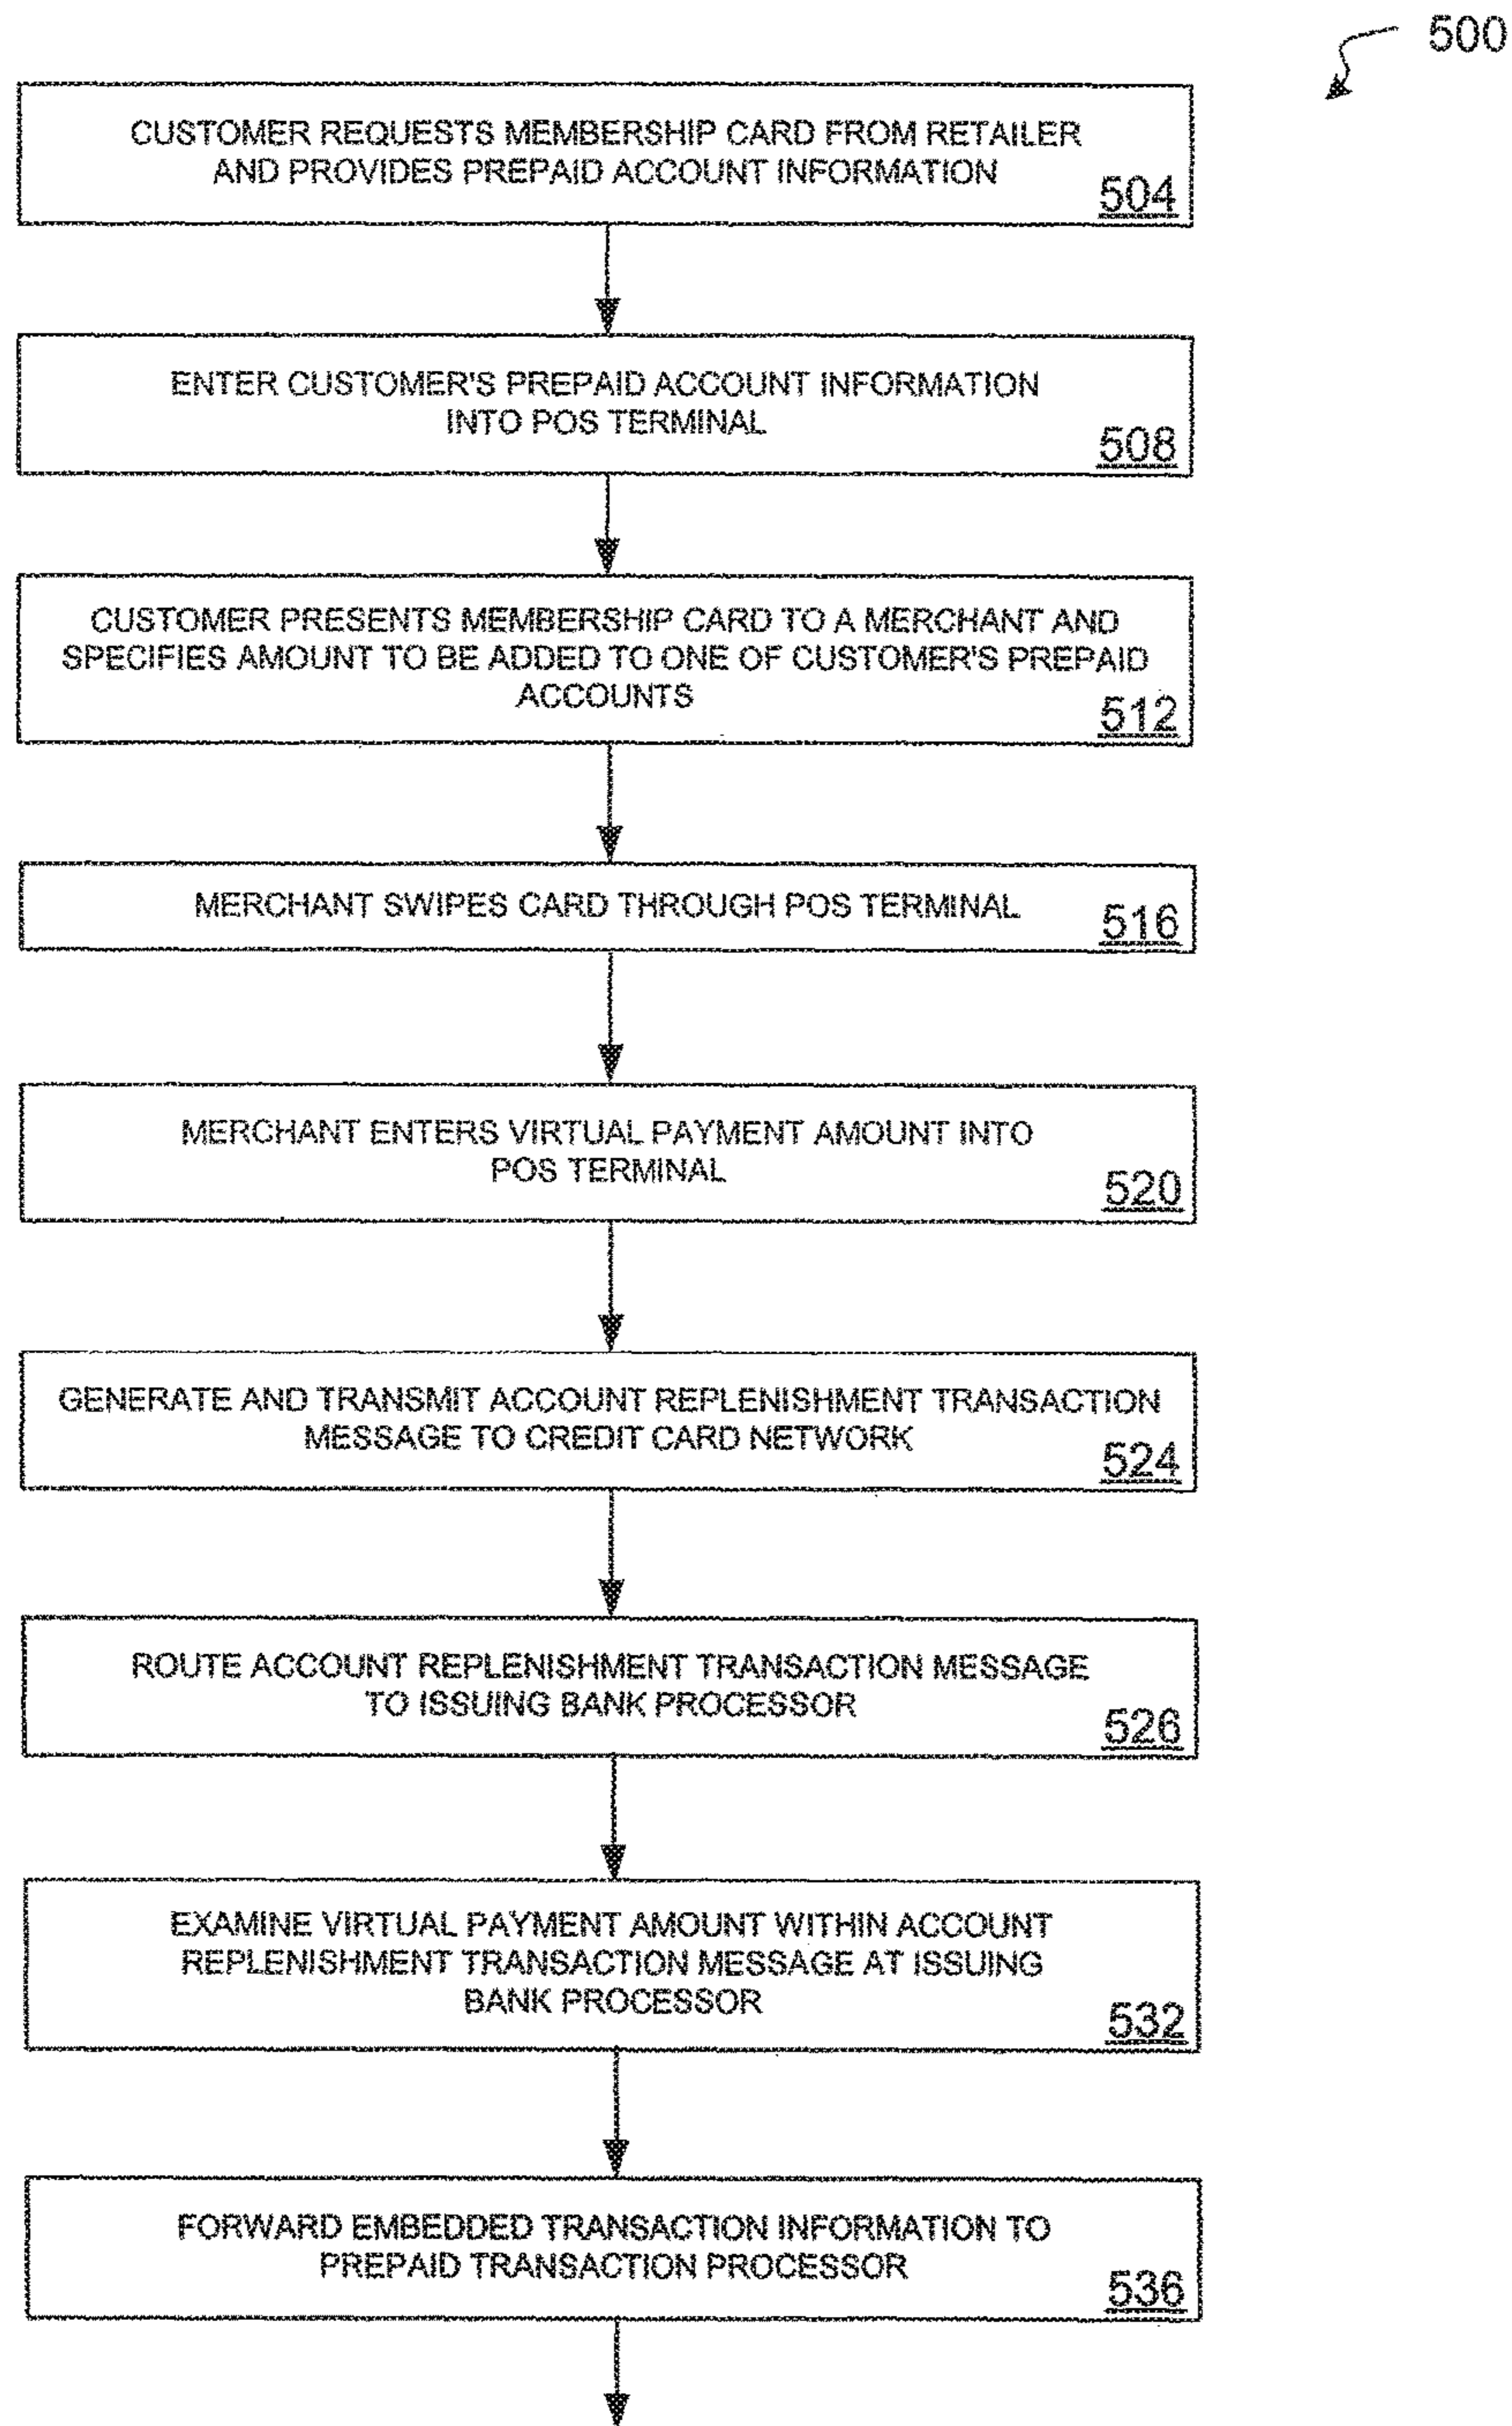 500
CUSTOMER REQUESTS MEMBERSHIP CARD FROM RETAILER
AND PROVIDES PREPAID ACCOUNT INFORMATION
504
ENTER CUSTOMER'S PREPAID ACCOUNT INFORMATION
INTO POS TERMINAL
508
CUSTOMER PRESENTS MEMBERSHIP CARD TO A MERCHANT AND
SPECIFIES AMOUNT TO BE ADDED TO ONE OF CUSTOMER'S PREPAID
ACCOUNTS
512
MERCHANT SWIPES CARD THROUGH POS TERMINAL
516
MERCHANT ENTERS VIRTUAL PAYMENT AMOUNT INTO
POS TERMINAL
520
GENERATE AND TRANSMIT ACCOUNT REPLENISHMENT TRANSACTION
MESSAGE TO CREDIT CARD NETWORK
524
ROUTE ACCOUNT REPLENISHMENT TRANSACTION MESSAGE
TO ISSUING BANK PROCESSOR
526
EXAMINE VIRTUAL PAYMENT AMOUNT WITHIN ACCOUNT
REPLENISHMENT TRANSACTION MESSAGE AT ISSUING
BANK PROCESSOR
532
FORWARD EMBEDDED TRANSACTION INFORMATION TO
PREPAID TRANSACTION PROCESSOR
536